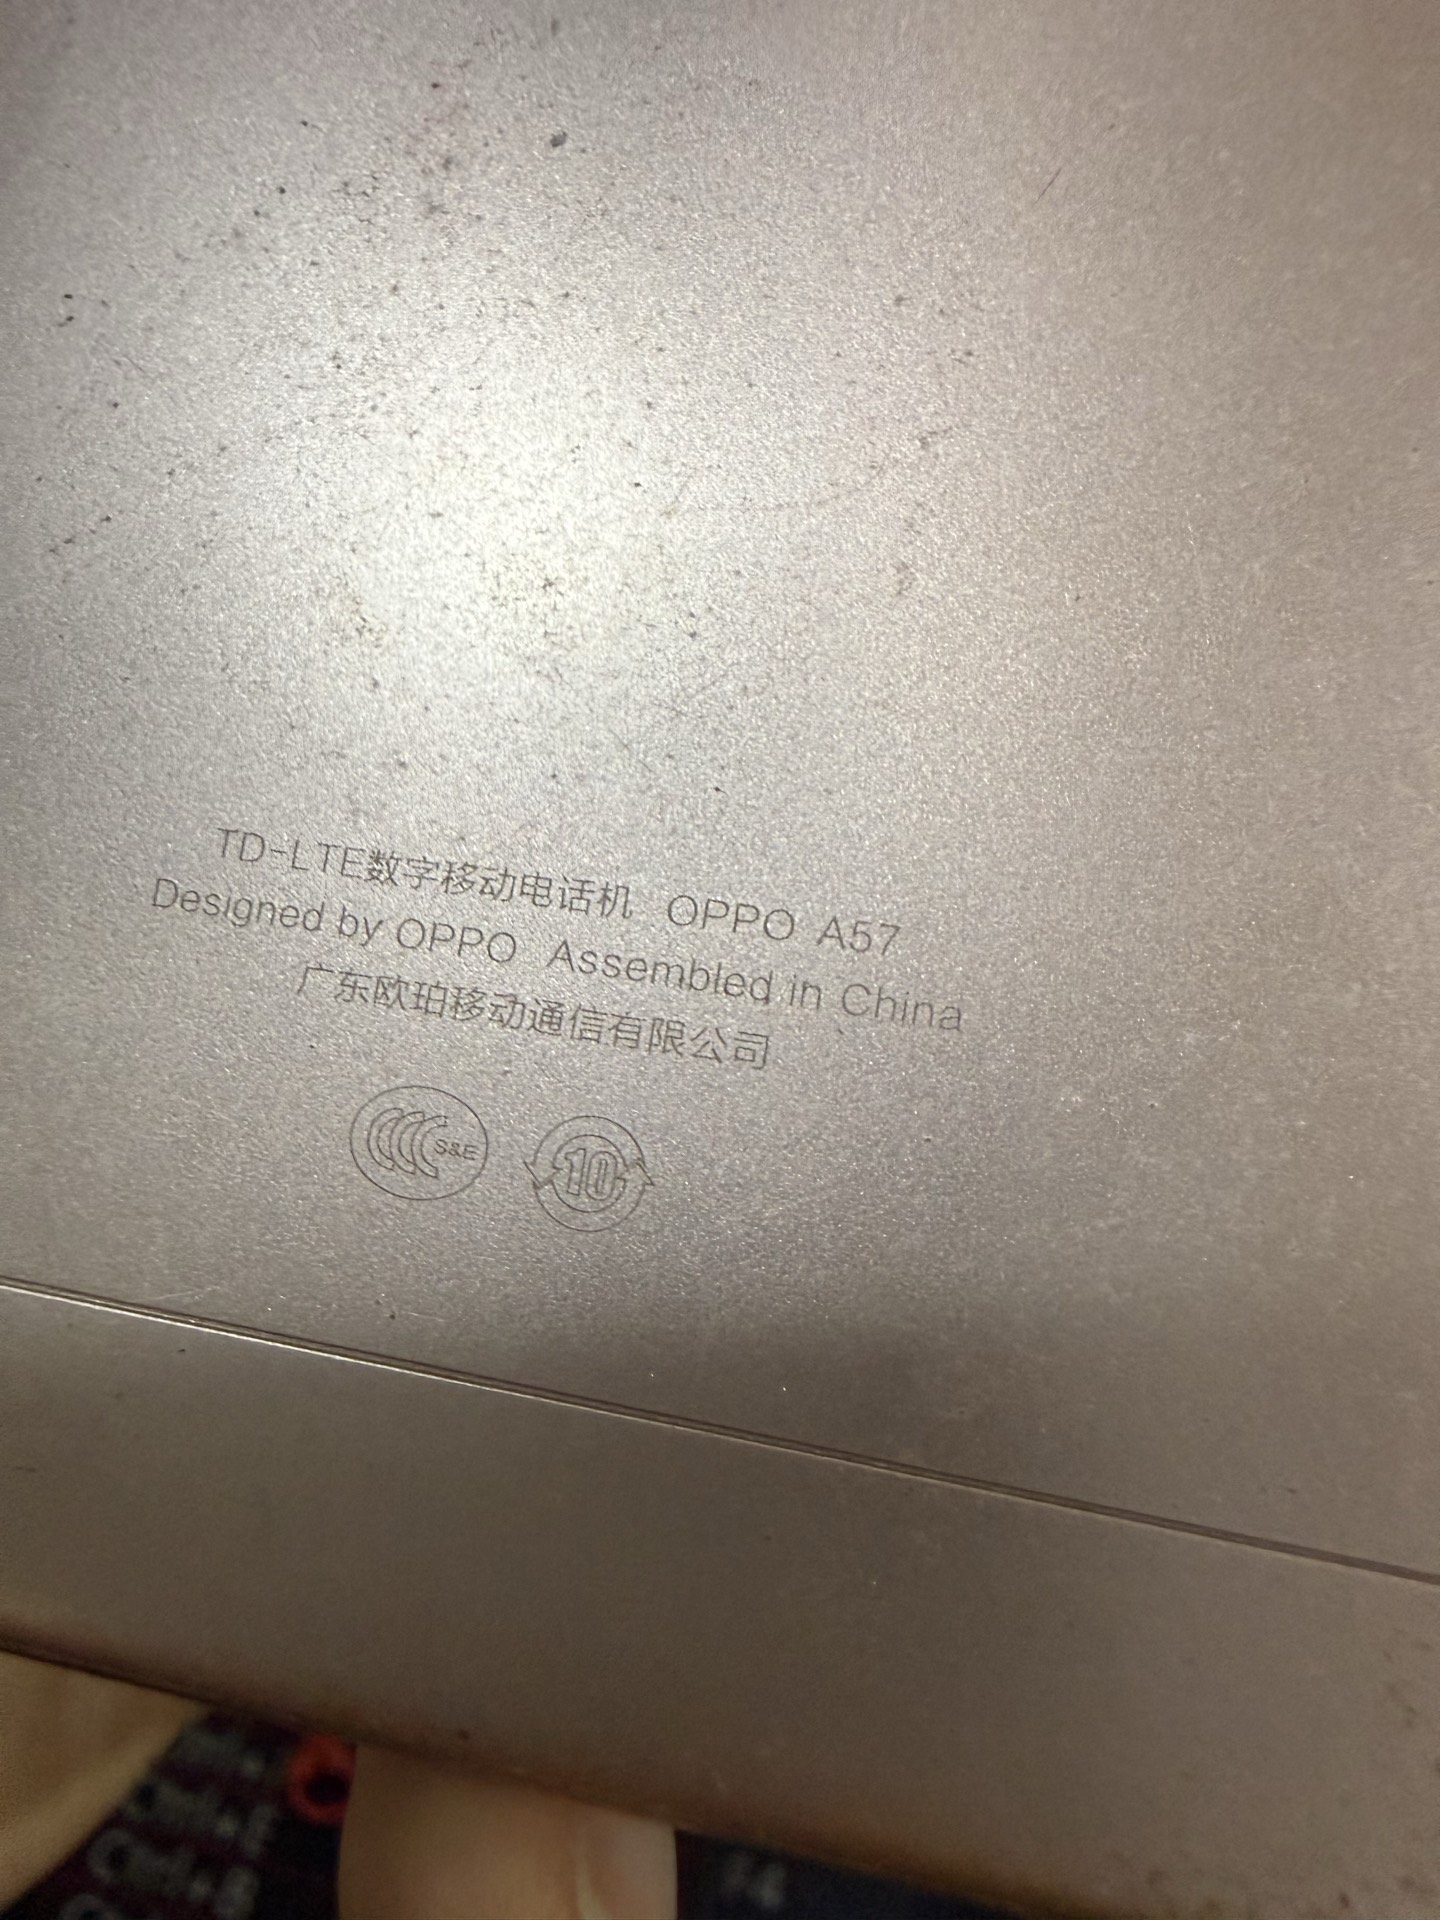 TD-LTE数字移动电话机 OPPO A57
Designed by OPPO Assembled in China
广东欧珀移动通信有限公司
S&E
10